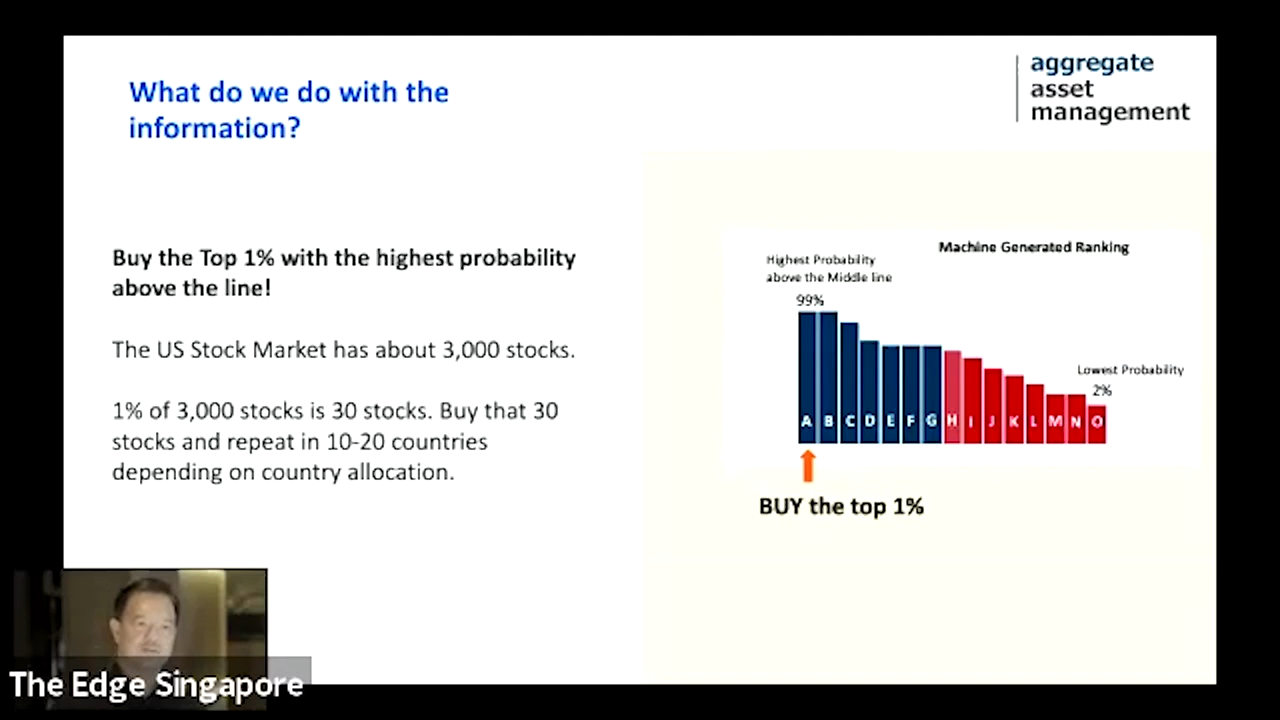 What do we do with the
information?
aggregate
asset
management
Buy the Top 1% with the highest probability
above the line!
The US Stock Market has about 3,000 stocks.
1% of 3,000 stocks is 30 stocks. Buy that 30
stocks and repeat in 10-20 countries
depending on country allocation.
Machine Generated Ranking
Highest Probability
above the Middle line
99%
Lowest Probability
2%
A B C D E F G H I J K L M N O
BUY the top 1%
The Edge Singapore